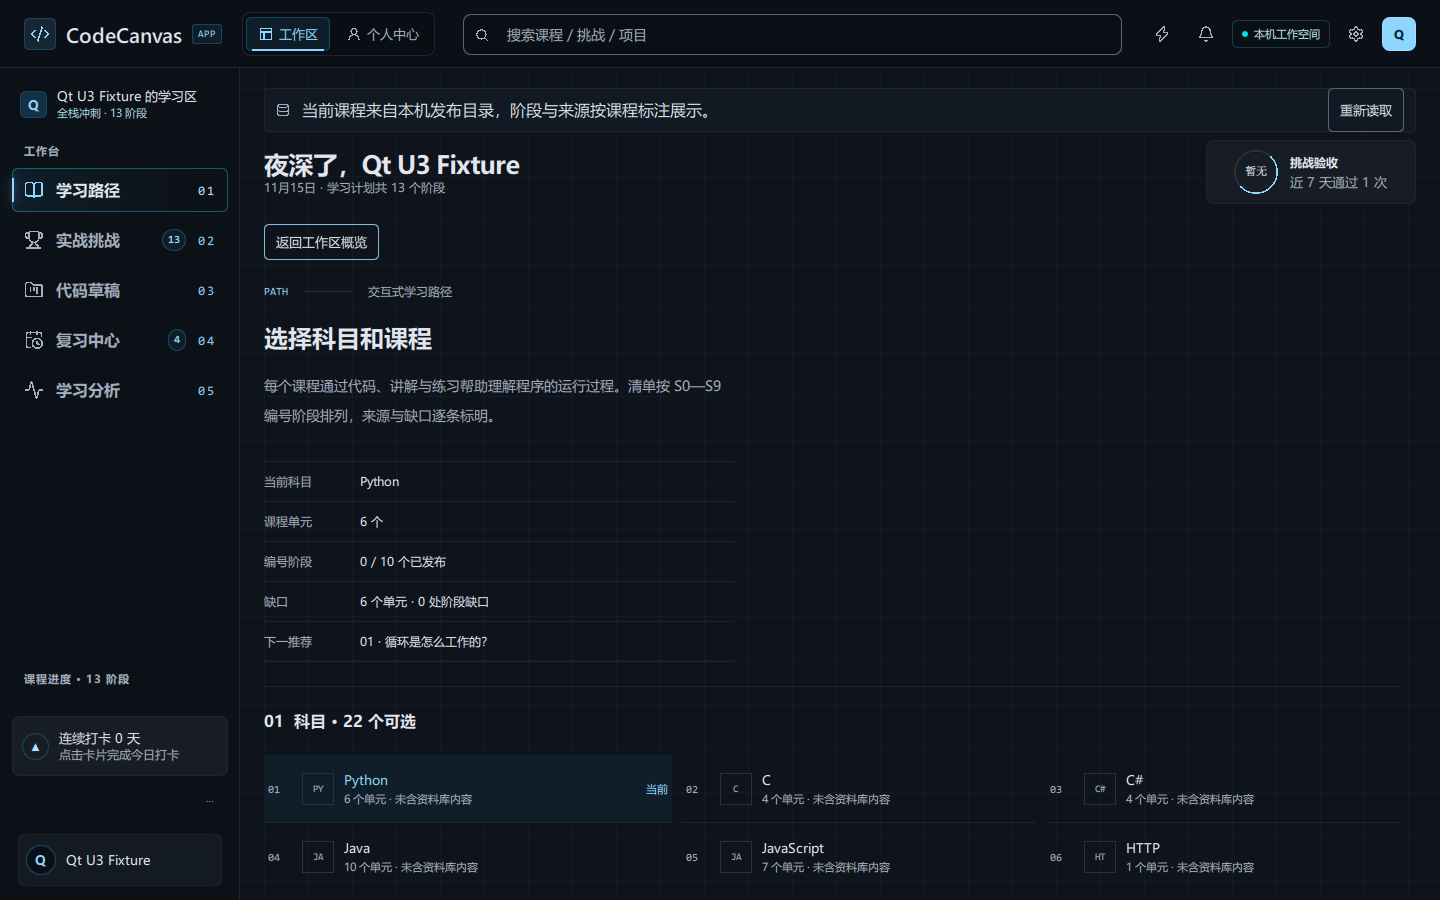 CodeCanvas APP
工作区
个人中心
搜索课程 / 挑战 / 项目
本机工作空间
Q
Q
Qt U3 Fixture 的学习区
全栈冲刺 · 13 阶段
工作台
学习路径 01
实战挑战 13 02
代码草稿 03
复习中心 4 04
学习分析 05
课程进度 • 13 阶段
连续打卡 0 天
点击卡片完成今日打卡
...
Q Qt U3 Fixture
当前课程来自本机发布目录，阶段与来源按课程标注展示。
重新读取
夜深了，Qt U3 Fixture
11月15日 · 学习计划共 13 个阶段
暂无
挑战验收
近 7 天通过 1 次
返回工作区概览
PATH 交互式学习路径
选择科目和课程
每个课程通过代码、讲解与练习帮助理解程序的运行过程。清单按 S0—S9
编号阶段排列，来源与缺口逐条标明。
当前科目 Python
课程单元 6 个
编号阶段 0 / 10 个已发布
缺口 6 个单元 · 0 处阶段缺口
下一推荐 01 · 循环是怎么工作的？
01 科目 • 22 个可选
01 PY Python
6 个单元 · 未含资料库内容
当前
02 C C
4 个单元 · 未含资料库内容
03 C# C#
4 个单元 · 未含资料库内容
04 JA Java
10 个单元 · 未含资料库内容
05 JA JavaScript
7 个单元 · 未含资料库内容
06 HT HTTP
1 个单元 · 未含资料库内容